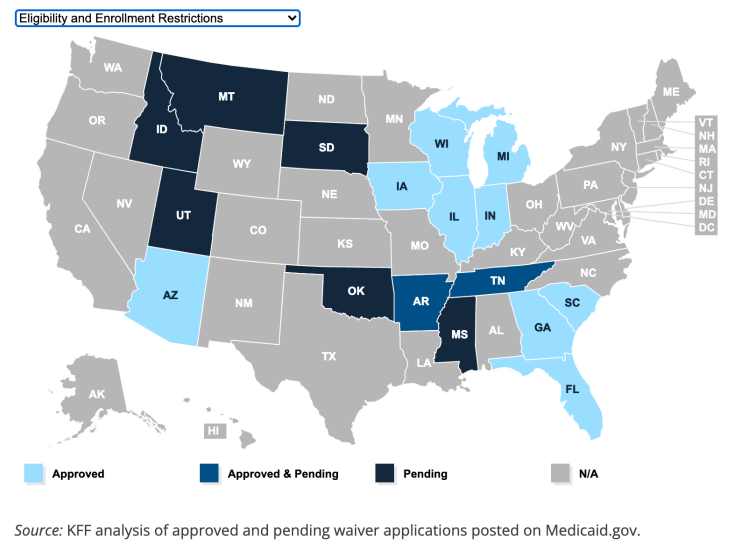 Eligibility and Enrollment Restrictions
WA
MT
ND
MN
ME
OR
ID
SD
WI
MI
NY
VT
NH
MA
RI
CT
NJ
DE
MD
DC
WY
IA
NE
PA
NV
UT
IL
IN
OH
CA
CO
KS
MO
WV
VA
KY
AZ
NM
OK
AR
TN
NC
SC
MS
AL
GA
TX
LA
FL
AK
HI
Approved
Approved & Pending
Pending
N/A
Source: KFF analysis of approved and pending waiver applications posted on Medicaid.gov.